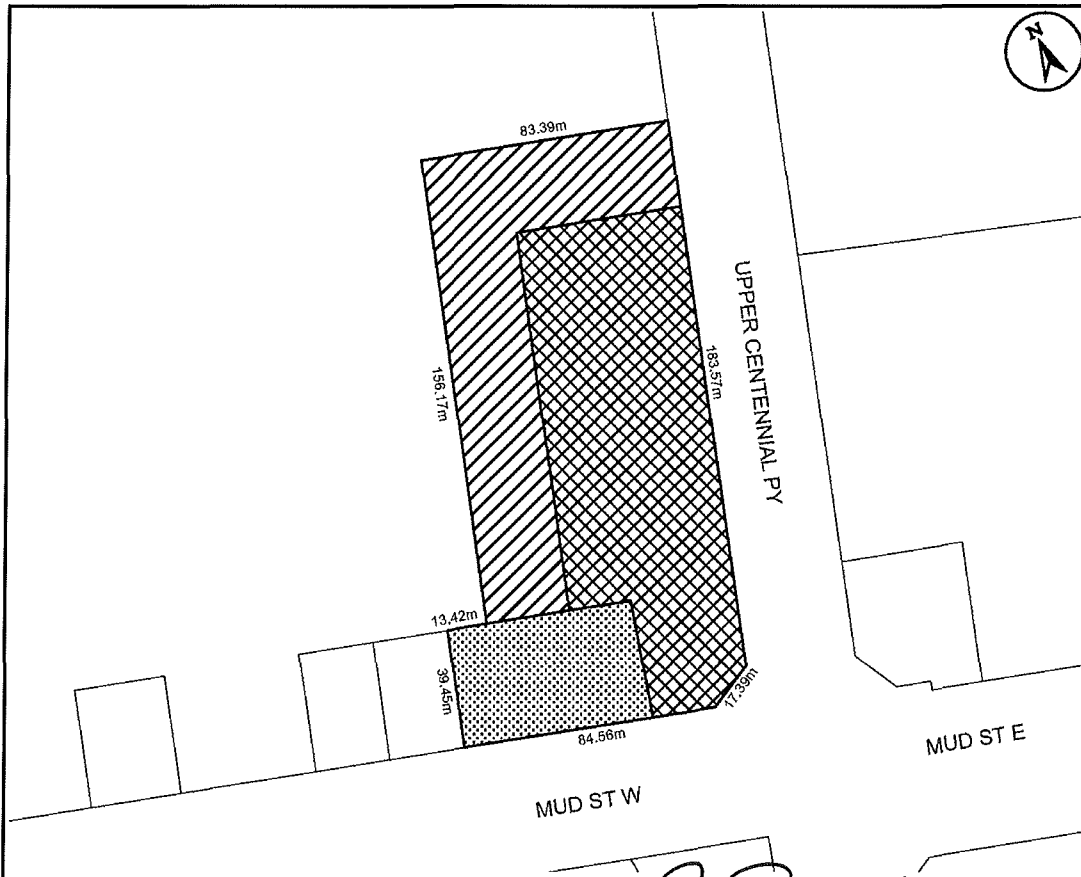 N
83.39m
UPPER CENTENNIAL PY
183.57m
156.17m
13.42m
39.45m
17.39m
84.56m
MUD ST E
MUD ST W